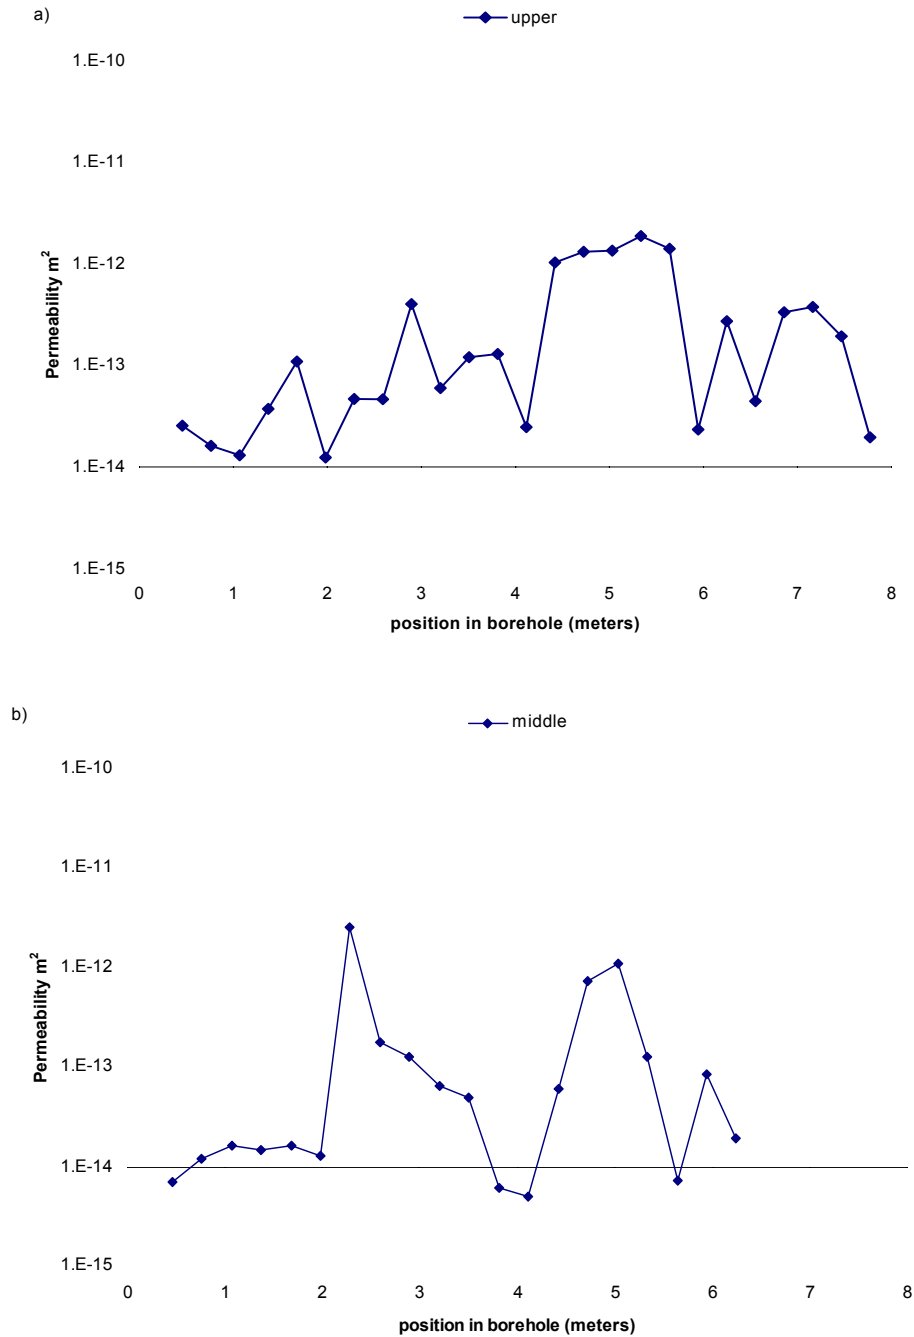 a)
upper
1.E-10
1.E-11
1.E-12
1.E-13
1.E-14
1.E-15
Permeability m²
0 1 2 3 4 5 6 7 8
position in borehole (meters)
b)
middle
1.E-10
1.E-11
1.E-12
1.E-13
1.E-14
1.E-15
Permeability m²
0 1 2 3 4 5 6 7 8
position in borehole (meters)